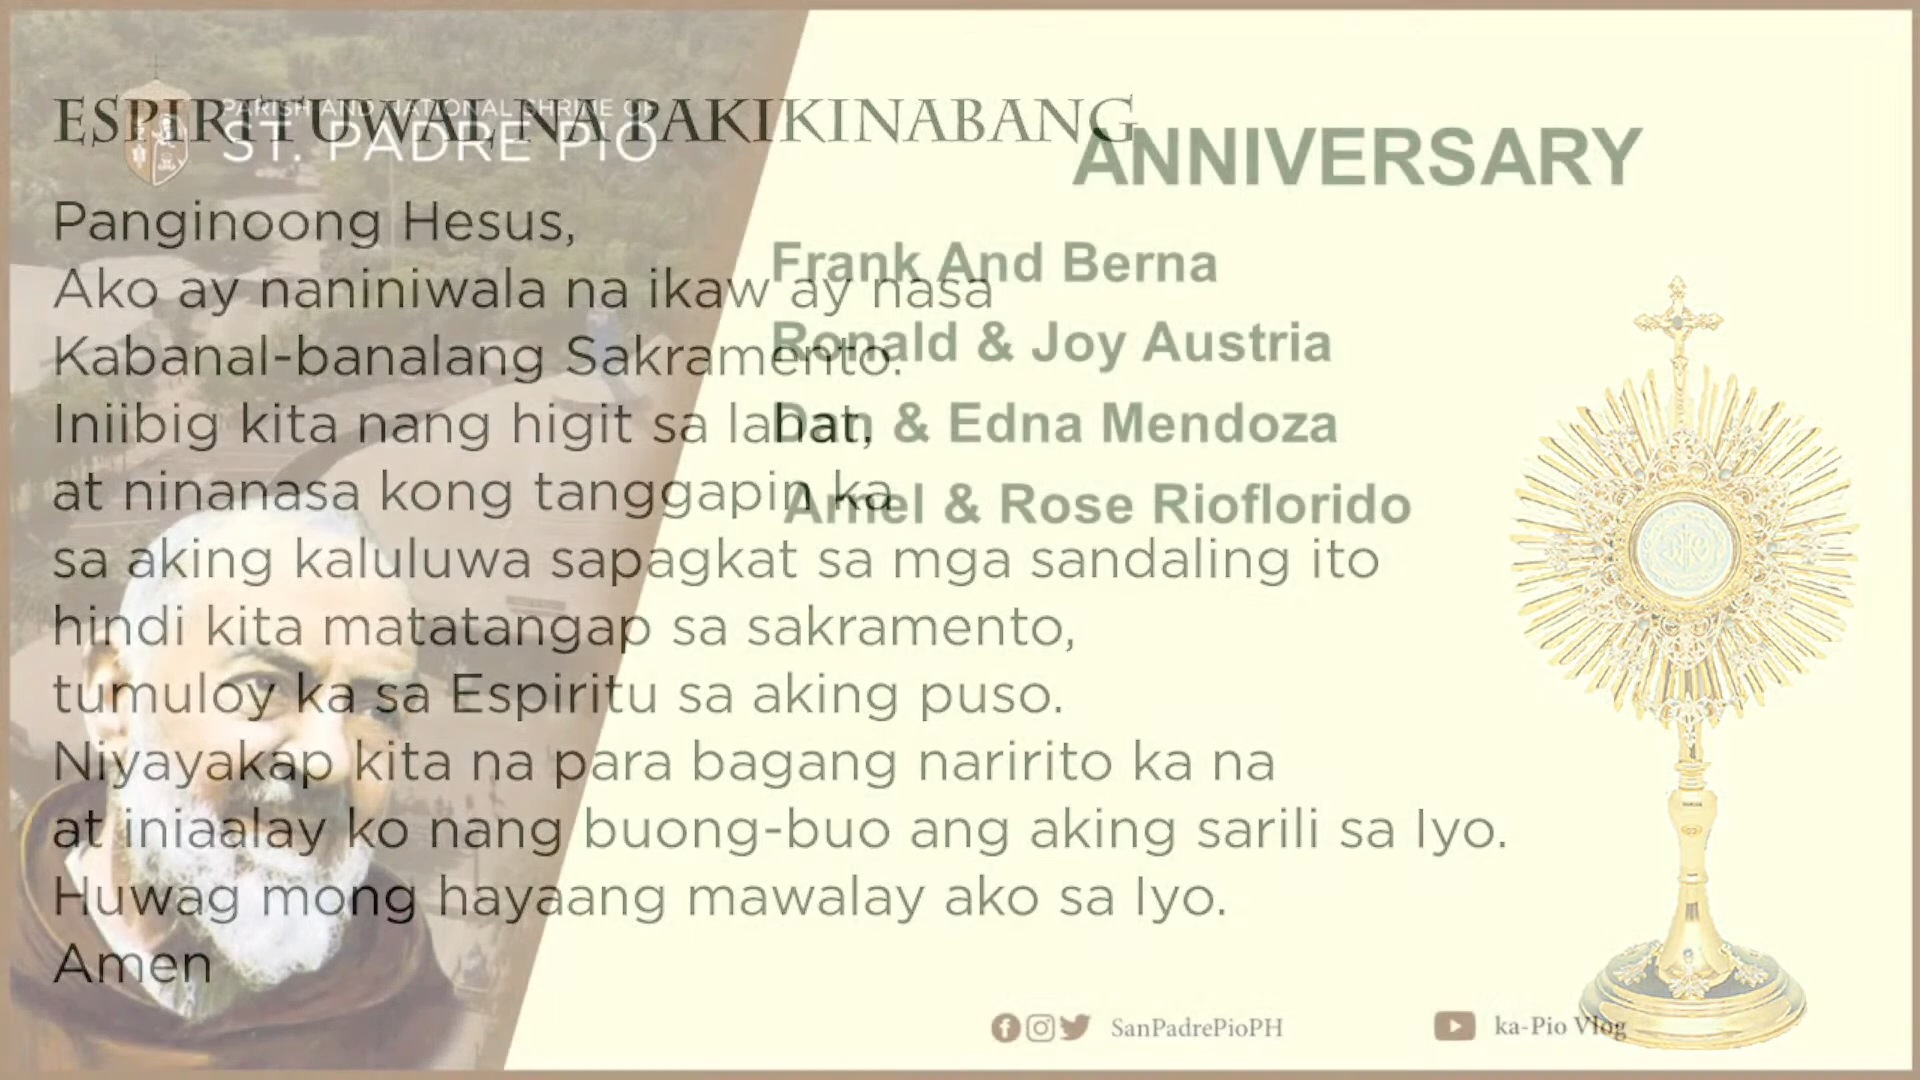 ESPIRITUWAL NA PAKIKINABANG
Panginoong Hesus,
Ako ay naniniwala na ikaw ay nasa
Kabanal-banalang Sakramento.
Iniibig kita nang higit sa lahat,
at ninanasa kong tanggapin ka
sa aking kaluluwa sapagkat sa mga sandaling ito
hindi kita matatangap sa sakramento,
tumuloy ka sa Espiritu sa aking puso.
Niyayakap kita na para bagang naririto ka na
at iniaalay ko nang buong-buo ang aking sarili sa Iyo.
Huwag mong hayaang mawalay ako sa Iyo.
Amen
PARISH AND NATIONAL SHRINE OF
ST. PADRE PIO
ANNIVERSARY
Frank And Berna
Ronald & Joy Austria
Dan & Edna Mendoza
& Rose Rioflorido
SanPadrePioPH
ka-Pio Vlog